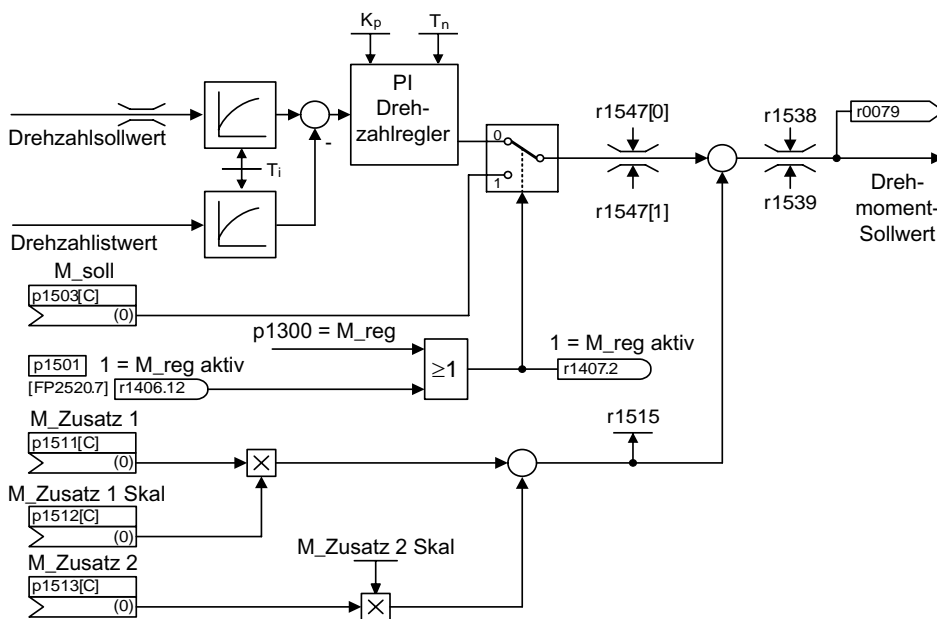 Kp
Tn
PI
Dreh-
zahlregler
Drehzahlsollwert
-
Ti
Drehzahlistwert
0
1
r1547[0]
r1547[1]
r1538
r1539
r0079
Dreh-
moment-
Sollwert
M_soll
p1503[C]
(0)
p1300 = M_reg
p1501
1 = M_reg aktiv
[FP2520.7]
r1406.12
≥1
1 = M_reg aktiv
r1407.2
M_Zusatz 1
p1511[C]
(0)
r1515
M_Zusatz 1 Skal
p1512[C]
(0)
M_Zusatz 2 Skal
M_Zusatz 2
p1513[C]
(0)